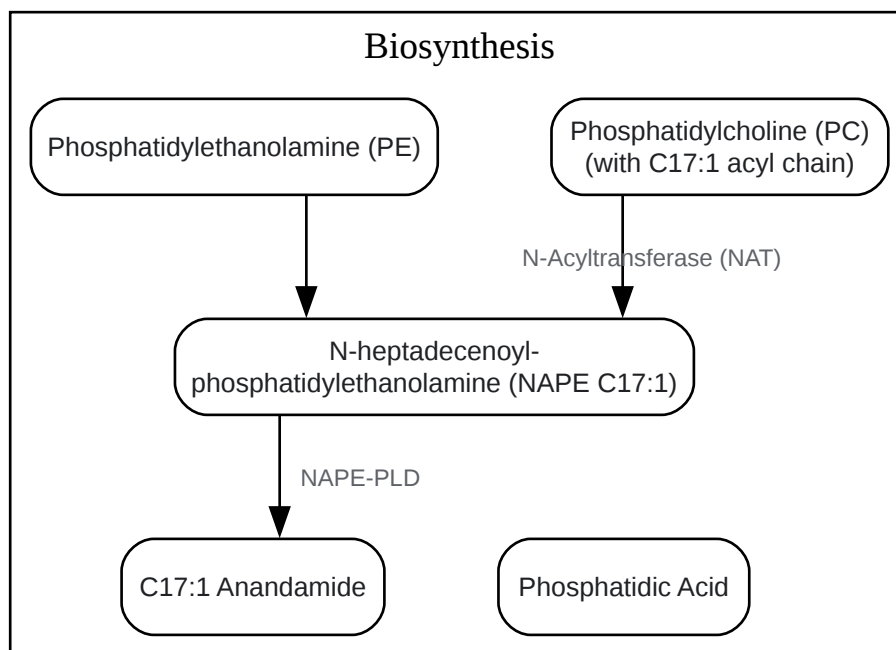 Biosynthesis
Phosphatidylethanolamine (PE)
Phosphatidylcholine (PC)
(with C17:1 acyl chain)
N-Acyltransferase (NAT)
N-heptadecenoyl-
phosphatidylethanolamine (NAPE C17:1)
NAPE-PLD
C17:1 Anandamide
Phosphatidic Acid